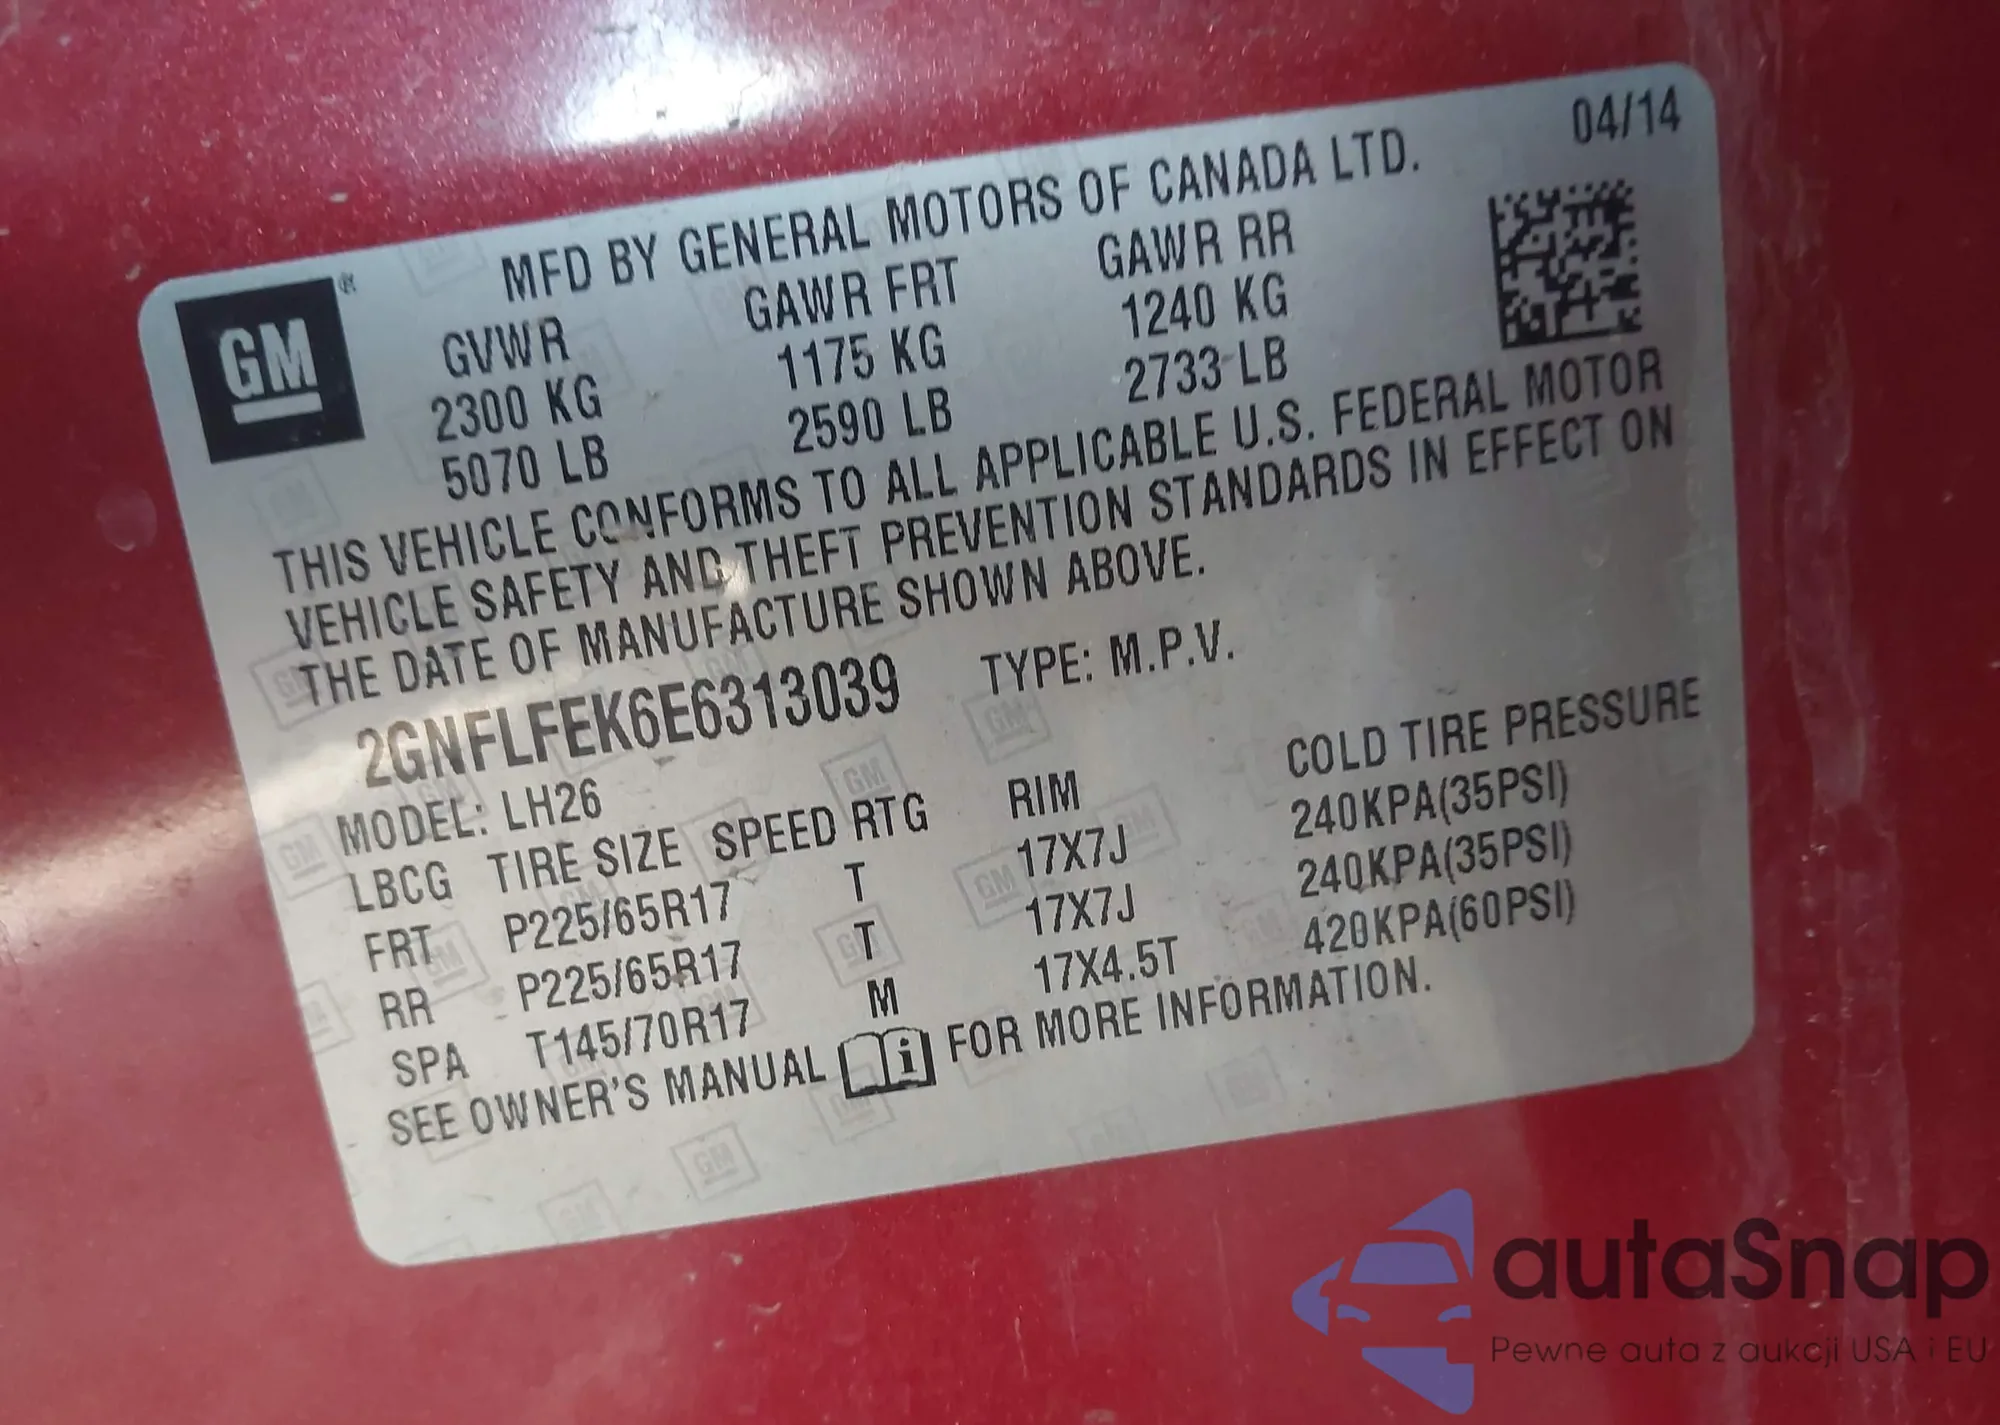 04/14
MFD BY GENERAL MOTORS OF CANADA LTD.
GM®
GVWR GAWR FRT GAWR RR
2300 KG 1175 KG 1240 KG
5070 LB 2590 LB 2733 LB
THIS VEHICLE CONFORMS TO ALL APPLICABLE U.S. FEDERAL MOTOR
VEHICLE SAFETY AND THEFT PREVENTION STANDARDS IN EFFECT ON
THE DATE OF MANUFACTURE SHOWN ABOVE.
2GNFLFEK6E6313039 TYPE: M.P.V.
MODEL: LH26
LBCG TIRE SIZE SPEED RTG RIM COLD TIRE PRESSURE
FRT P225/65R17 T 17X7J 240KPA(35PSI)
RR P225/65R17 T 17X7J 240KPA(35PSI)
SPA T145/70R17 M 17X4.5T 420KPA(60PSI)
SEE OWNER'S MANUAL i FOR MORE INFORMATION.
autaSnap
Pewne auta z aukcji USA i EU